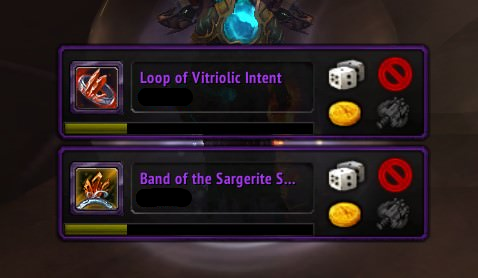 Loop of Vitriolic Intent
Band of the Sargerite S...